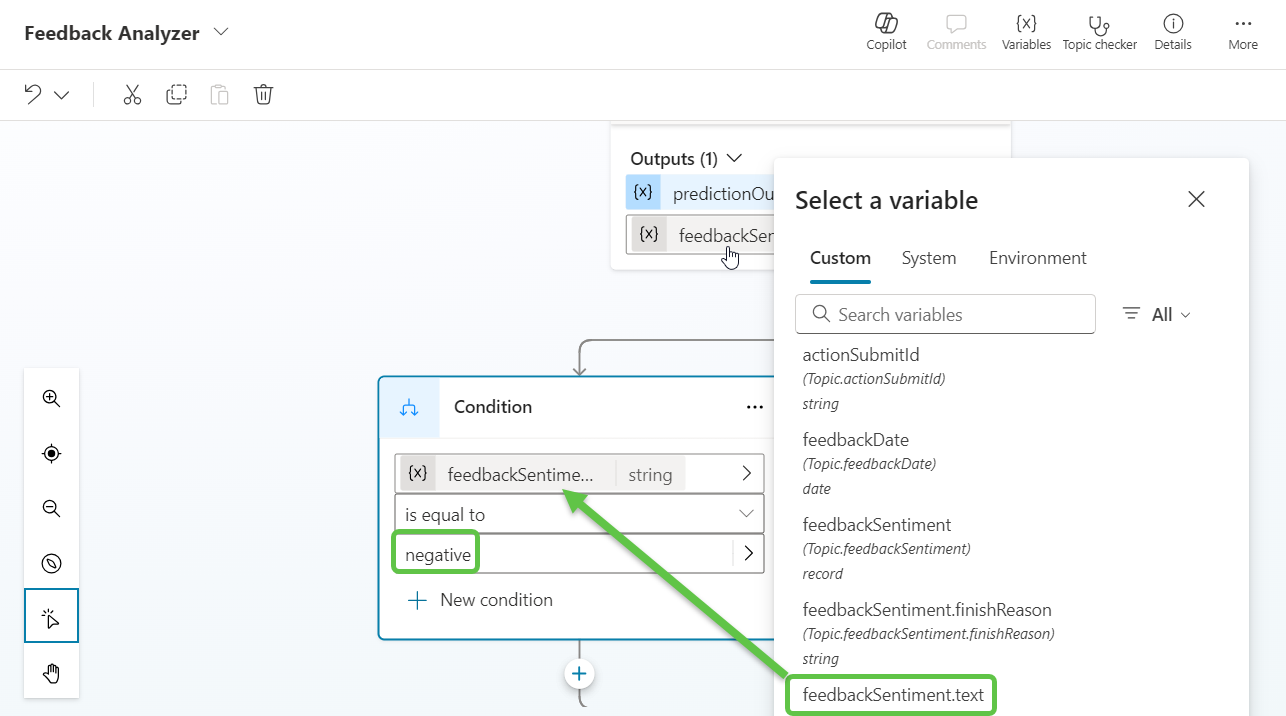 Feedback Analyzer
Copilot
Comments
{x}
Variables
Topic checker
Details
More
Outputs (1)
{x} predictionOu
{x} feedbackSen
Condition
{x} feedbackSentime... string
is equal to
negative
New condition
Select a variable
Custom System Environment
Search variables
All
actionSubmitId
(Topic.actionSubmitId)
string
feedbackDate
(Topic.feedbackDate)
date
feedbackSentiment
(Topic.feedbackSentiment)
record
feedbackSentiment.finishReason
(Topic.feedbackSentiment.finishReason)
string
feedbackSentiment.text